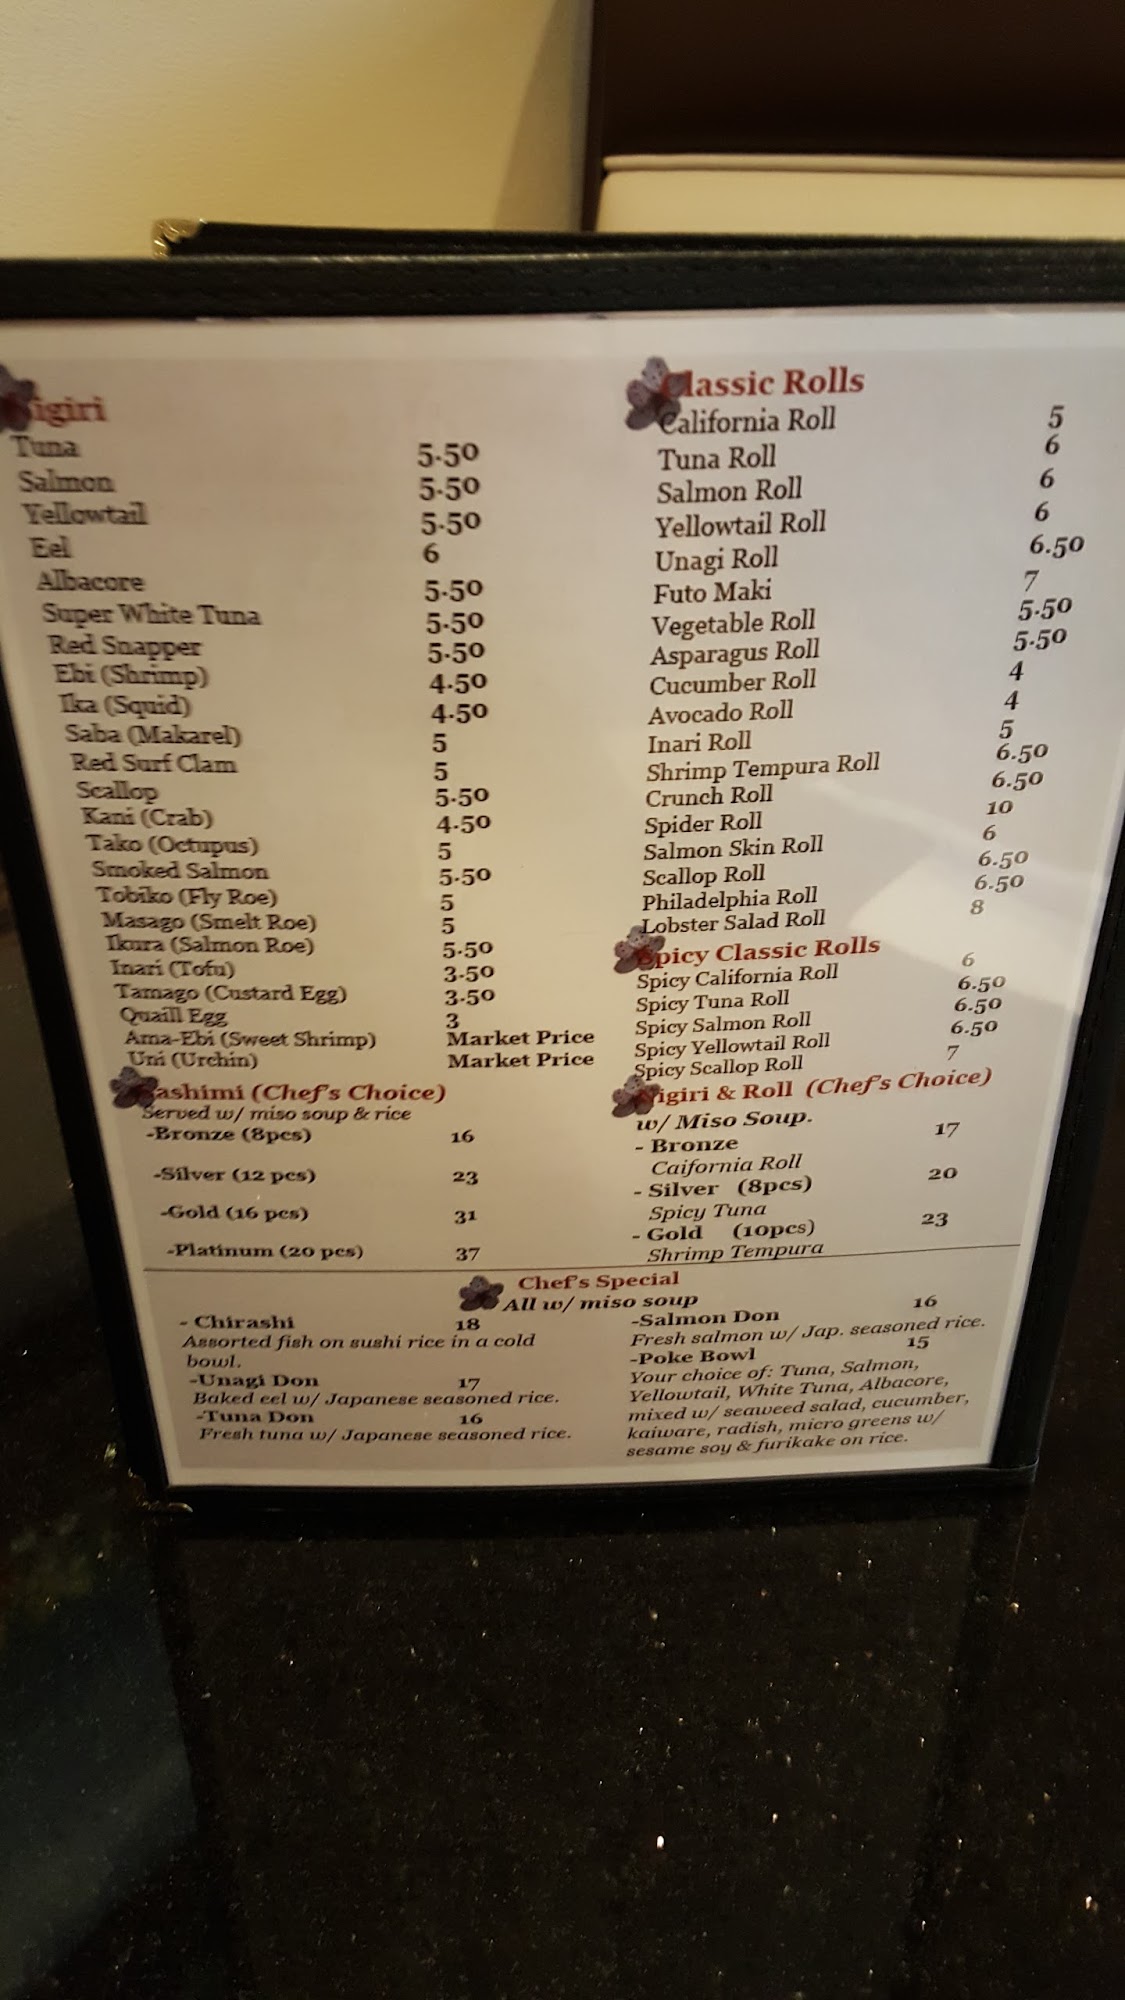 Nigiri
Tuna 5.50
Salmon 5.50
Yellowtail 5.50
Eel 6
Albacore 5.50
Super White Tuna 5.50
Red Snapper 5.50
Ebi (Shrimp) 4.50
Ika (Squid) 4.50
Saba (Makarel) 5
Red Surf Clam 5
Scallop 5.50
Kani (Crab) 4.50
Tako (Octupus) 5
Smoked Salmon 5.50
Tobiko (Fly Roe) 5
Masago (Smelt Roe) 5
Ikura (Salmon Roe) 5.50
Inari (Tofu) 3.50
Tamago (Custard Egg) 3.50
Quaill Egg 3
Ama-Ebi (Sweet Shrimp) Market Price
Uni (Urchin) Market Price
Sashimi (Chef's Choice)
Served w/ miso soup & rice
-Bronze (8pcs) 16
-Silver (12 pcs) 23
-Gold (16 pcs) 31
-Platinum (20 pcs) 37
Classic Rolls
California Roll 5
Tuna Roll 6
Salmon Roll 6
Yellowtail Roll 6
Unagi Roll 6.50
Futo Maki 7
Vegetable Roll 5.50
Asparagus Roll 5.50
Cucumber Roll 4
Avocado Roll 4
Inari Roll 5
Shrimp Tempura Roll 6.50
Crunch Roll 6.50
Spider Roll 10
Salmon Skin Roll 6
Scallop Roll 6.50
Philadelphia Roll 6.50
Lobster Salad Roll 8
Spicy Classic Rolls
Spicy California Roll 6
Spicy Tuna Roll 6.50
Spicy Salmon Roll 6.50
Spicy Yellowtail Roll 6.50
Spicy Scallop Roll 7
Nigiri & Roll (Chef's Choice)
w/ Miso Soup.
- Bronze 17
Caifornia Roll
- Silver (8pcs) 20
Spicy Tuna
- Gold (10pcs) 23
Shrimp Tempura
Chef's Special
All w/ miso soup
- Chirashi 18
Assorted fish on sushi rice in a cold
bowl.
-Unagi Don 17
Baked eel w/ Japanese seasoned rice.
-Tuna Don 16
Fresh tuna w/ Japanese seasoned rice.
-Salmon Don 16
Fresh salmon w/ Jap. seasoned rice.
-Poke Bowl 15
Your choice of: Tuna, Salmon,
Yellowtail, White Tuna, Albacore,
mixed w/ seaweed salad, cucumber,
kaiware, radish, micro greens w/
sesame soy & furikake on rice.